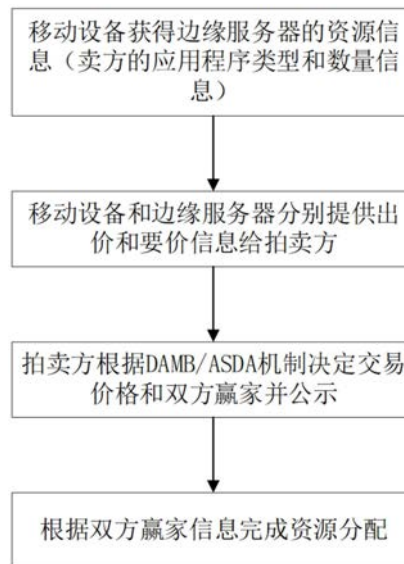 移动设备获得边缘服务器的资源信
息（卖方的应用程序类型和数量信
息）
移动设备和边缘服务器分别提供出
价和要价信息给拍卖方
拍卖方根据DAMB/ASDA机制决定交易
价格和双方赢家并公示
根据双方赢家信息完成资源分配